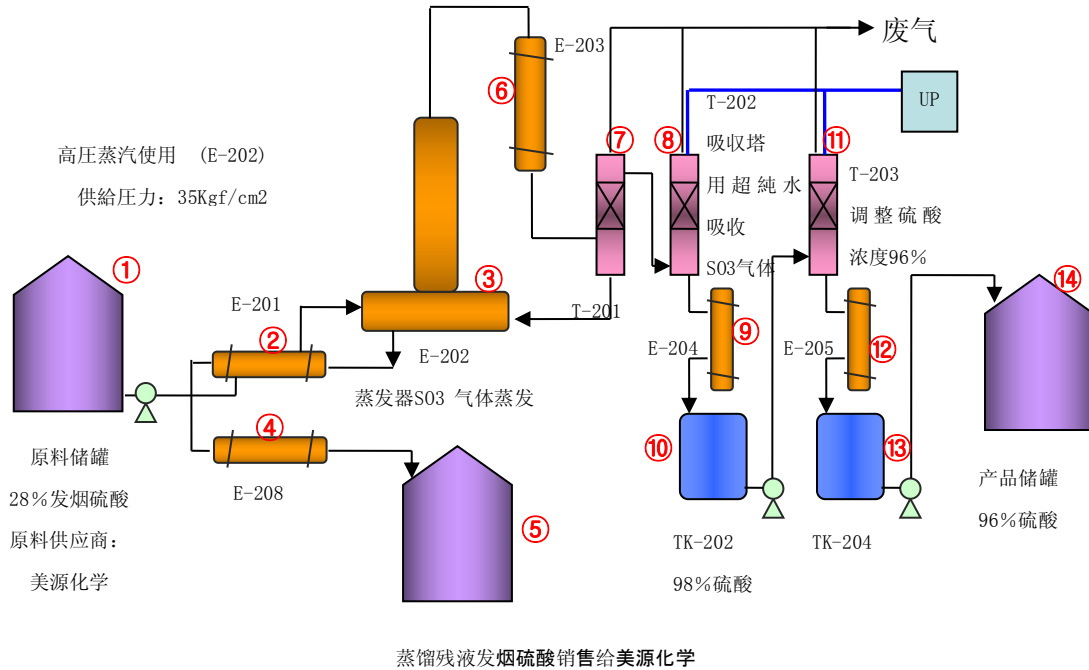 E-203
废气
⑥
UP
T-202
高圧蒸汽使用 (E-202)
供給圧力: 35Kgf/cm2
⑦
⑧
吸収塔
⑪
T-203
用超純水
吸收
调整硫酸
浓度96%
SO3气体
①
③
⑭
E-201
T-201
②
⑨
E-202
E-204
E-205
⑫
蒸发器SO3 气体蒸发
④
原料储罐
⑩
⑬
28%发烟硫酸
E-208
产品储罐
96%硫酸
⑤
原料供应商:
美源化学
TK-202
TK-204
98%硫酸
蒸馏残液发烟硫酸销售给美源化学